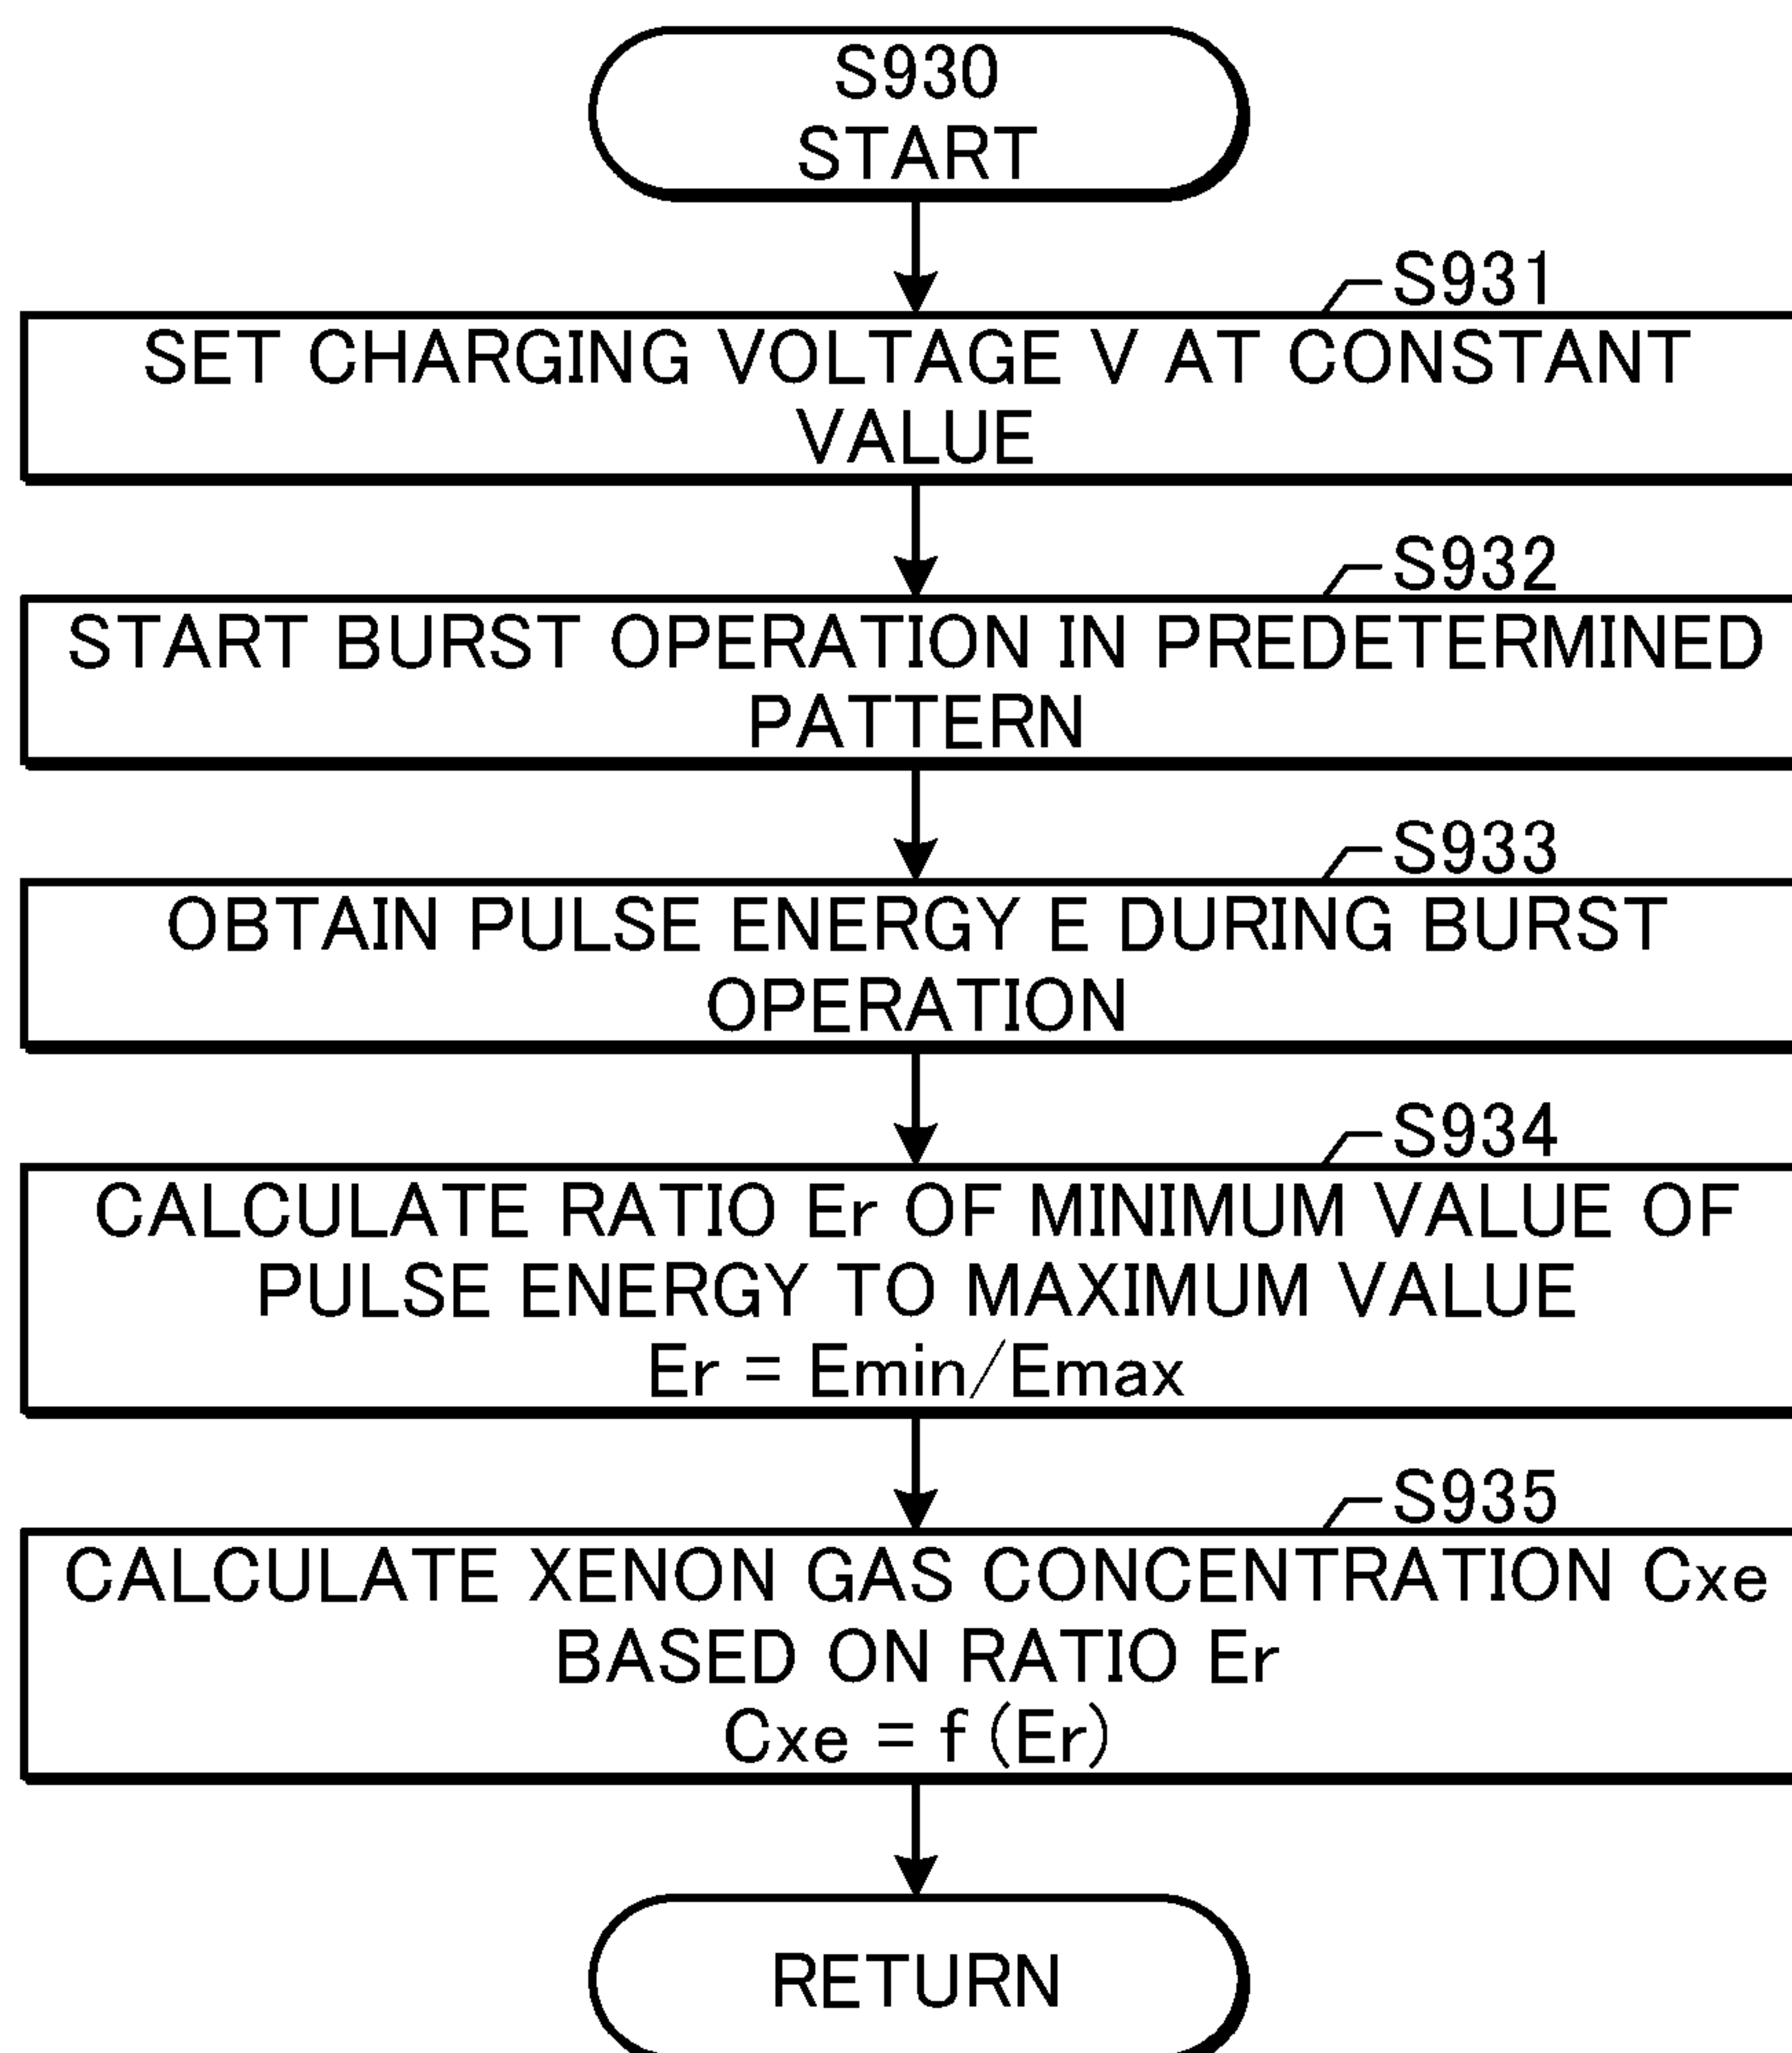 S930
START
S931
SET CHARGING VOLTAGE V AT CONSTANT
VALUE
S932
START BURST OPERATION IN PREDETERMINED
PATTERN
S933
OBTAIN PULSE ENERGY E DURING BURST
OPERATION
S934
CALCULATE RATIO Er OF MINIMUM VALUE OF
PULSE ENERGY TO MAXIMUM VALUE
Er = Emin/Emax
S935
CALCULATE XENON GAS CONCENTRATION Cxe
BASED ON RATIO Er
Cxe = f (Er)
RETURN